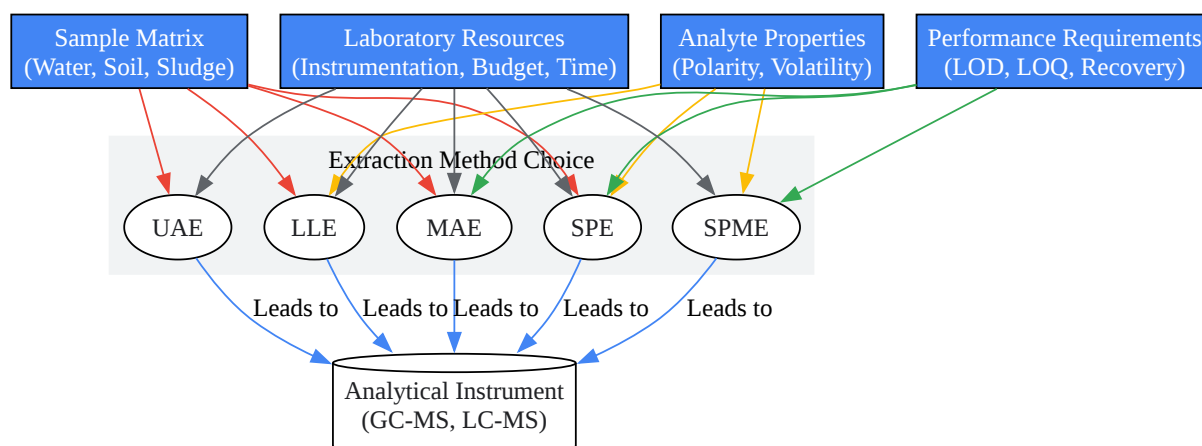 Sample Matrix
(Water, Soil, Sludge)
Laboratory Resources
(Instrumentation, Budget, Time)
Analyte Properties
(Polarity, Volatility)
Performance Requirements
(LOD, LOQ, Recovery)
Extraction Method Choice
UAE
LLE
MAE
SPE
SPME
Leads to
Leads to
Leads to
Leads to
Leads to
Analytical Instrument
(GC-MS, LC-MS)